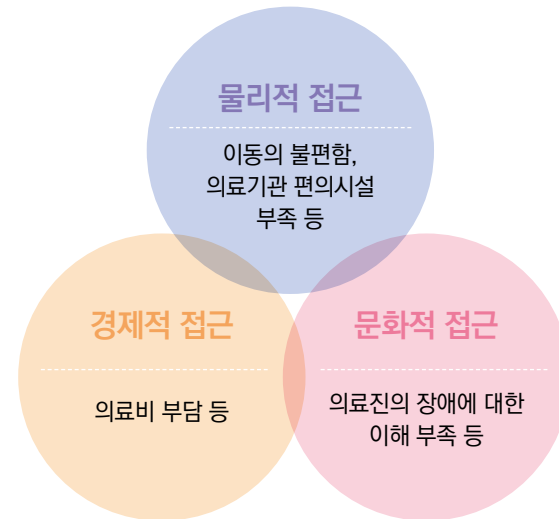 물리적 접근
이동의 불편함,
의료기관 편의시설
부족 등
경제적 접근
의료비 부담 등
문화적 접근
의료진의 장애에 대한
이해 부족 등